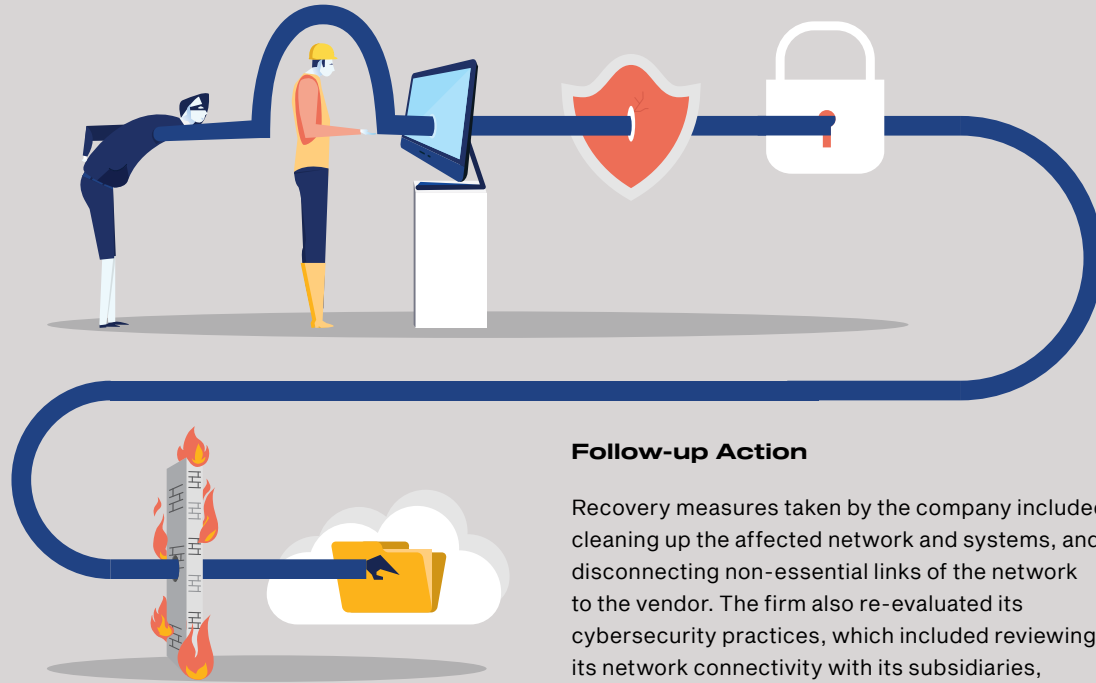 Follow-up Action
Recovery measures taken by the company included
cleaning up the affected network and systems, and
disconnecting non-essential links of the network
to the vendor. The firm also re-evaluated its
cybersecurity practices, which included reviewing
its network connectivity with its subsidiaries,